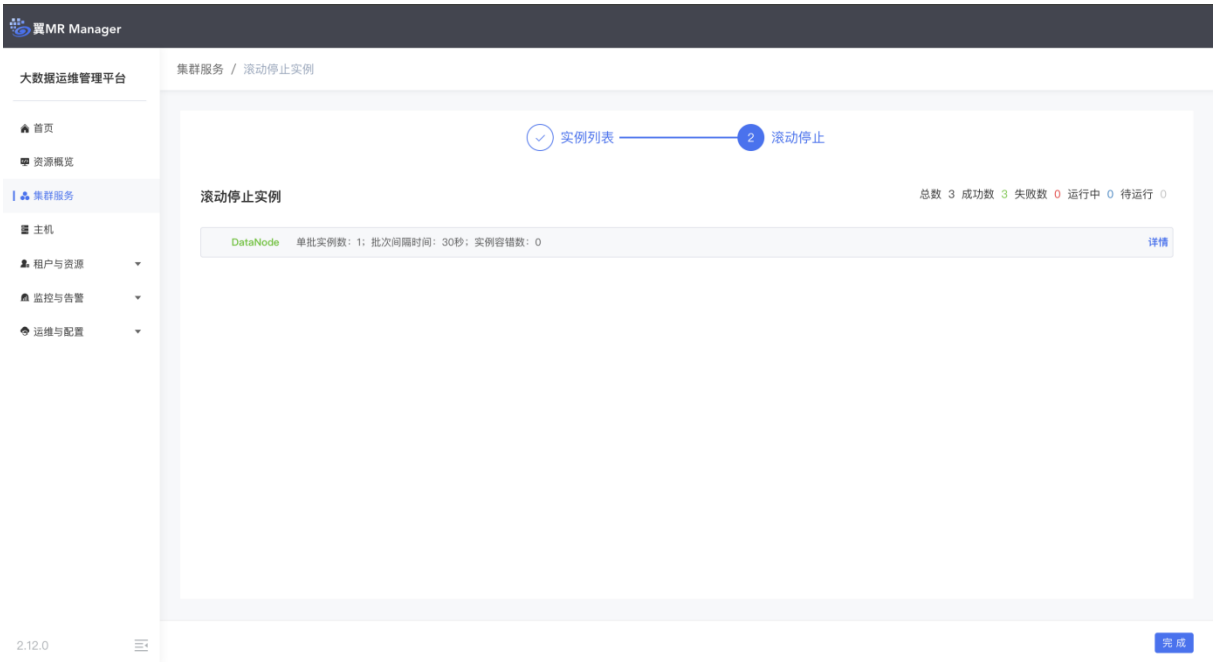 翼MR Manager
大数据运维管理平台
首页
资源概览
集群服务
主机
租户与资源
监控与告警
运维与配置
2.12.0
集群服务 / 滚动停止实例
实例列表 2 滚动停止
滚动停止实例 总数 3 成功数 3 失败数 0 运行中 0 待运行 0
DataNode 单批实例数：1；批次间隔时间：30秒；实例容错数：0 详情
完成